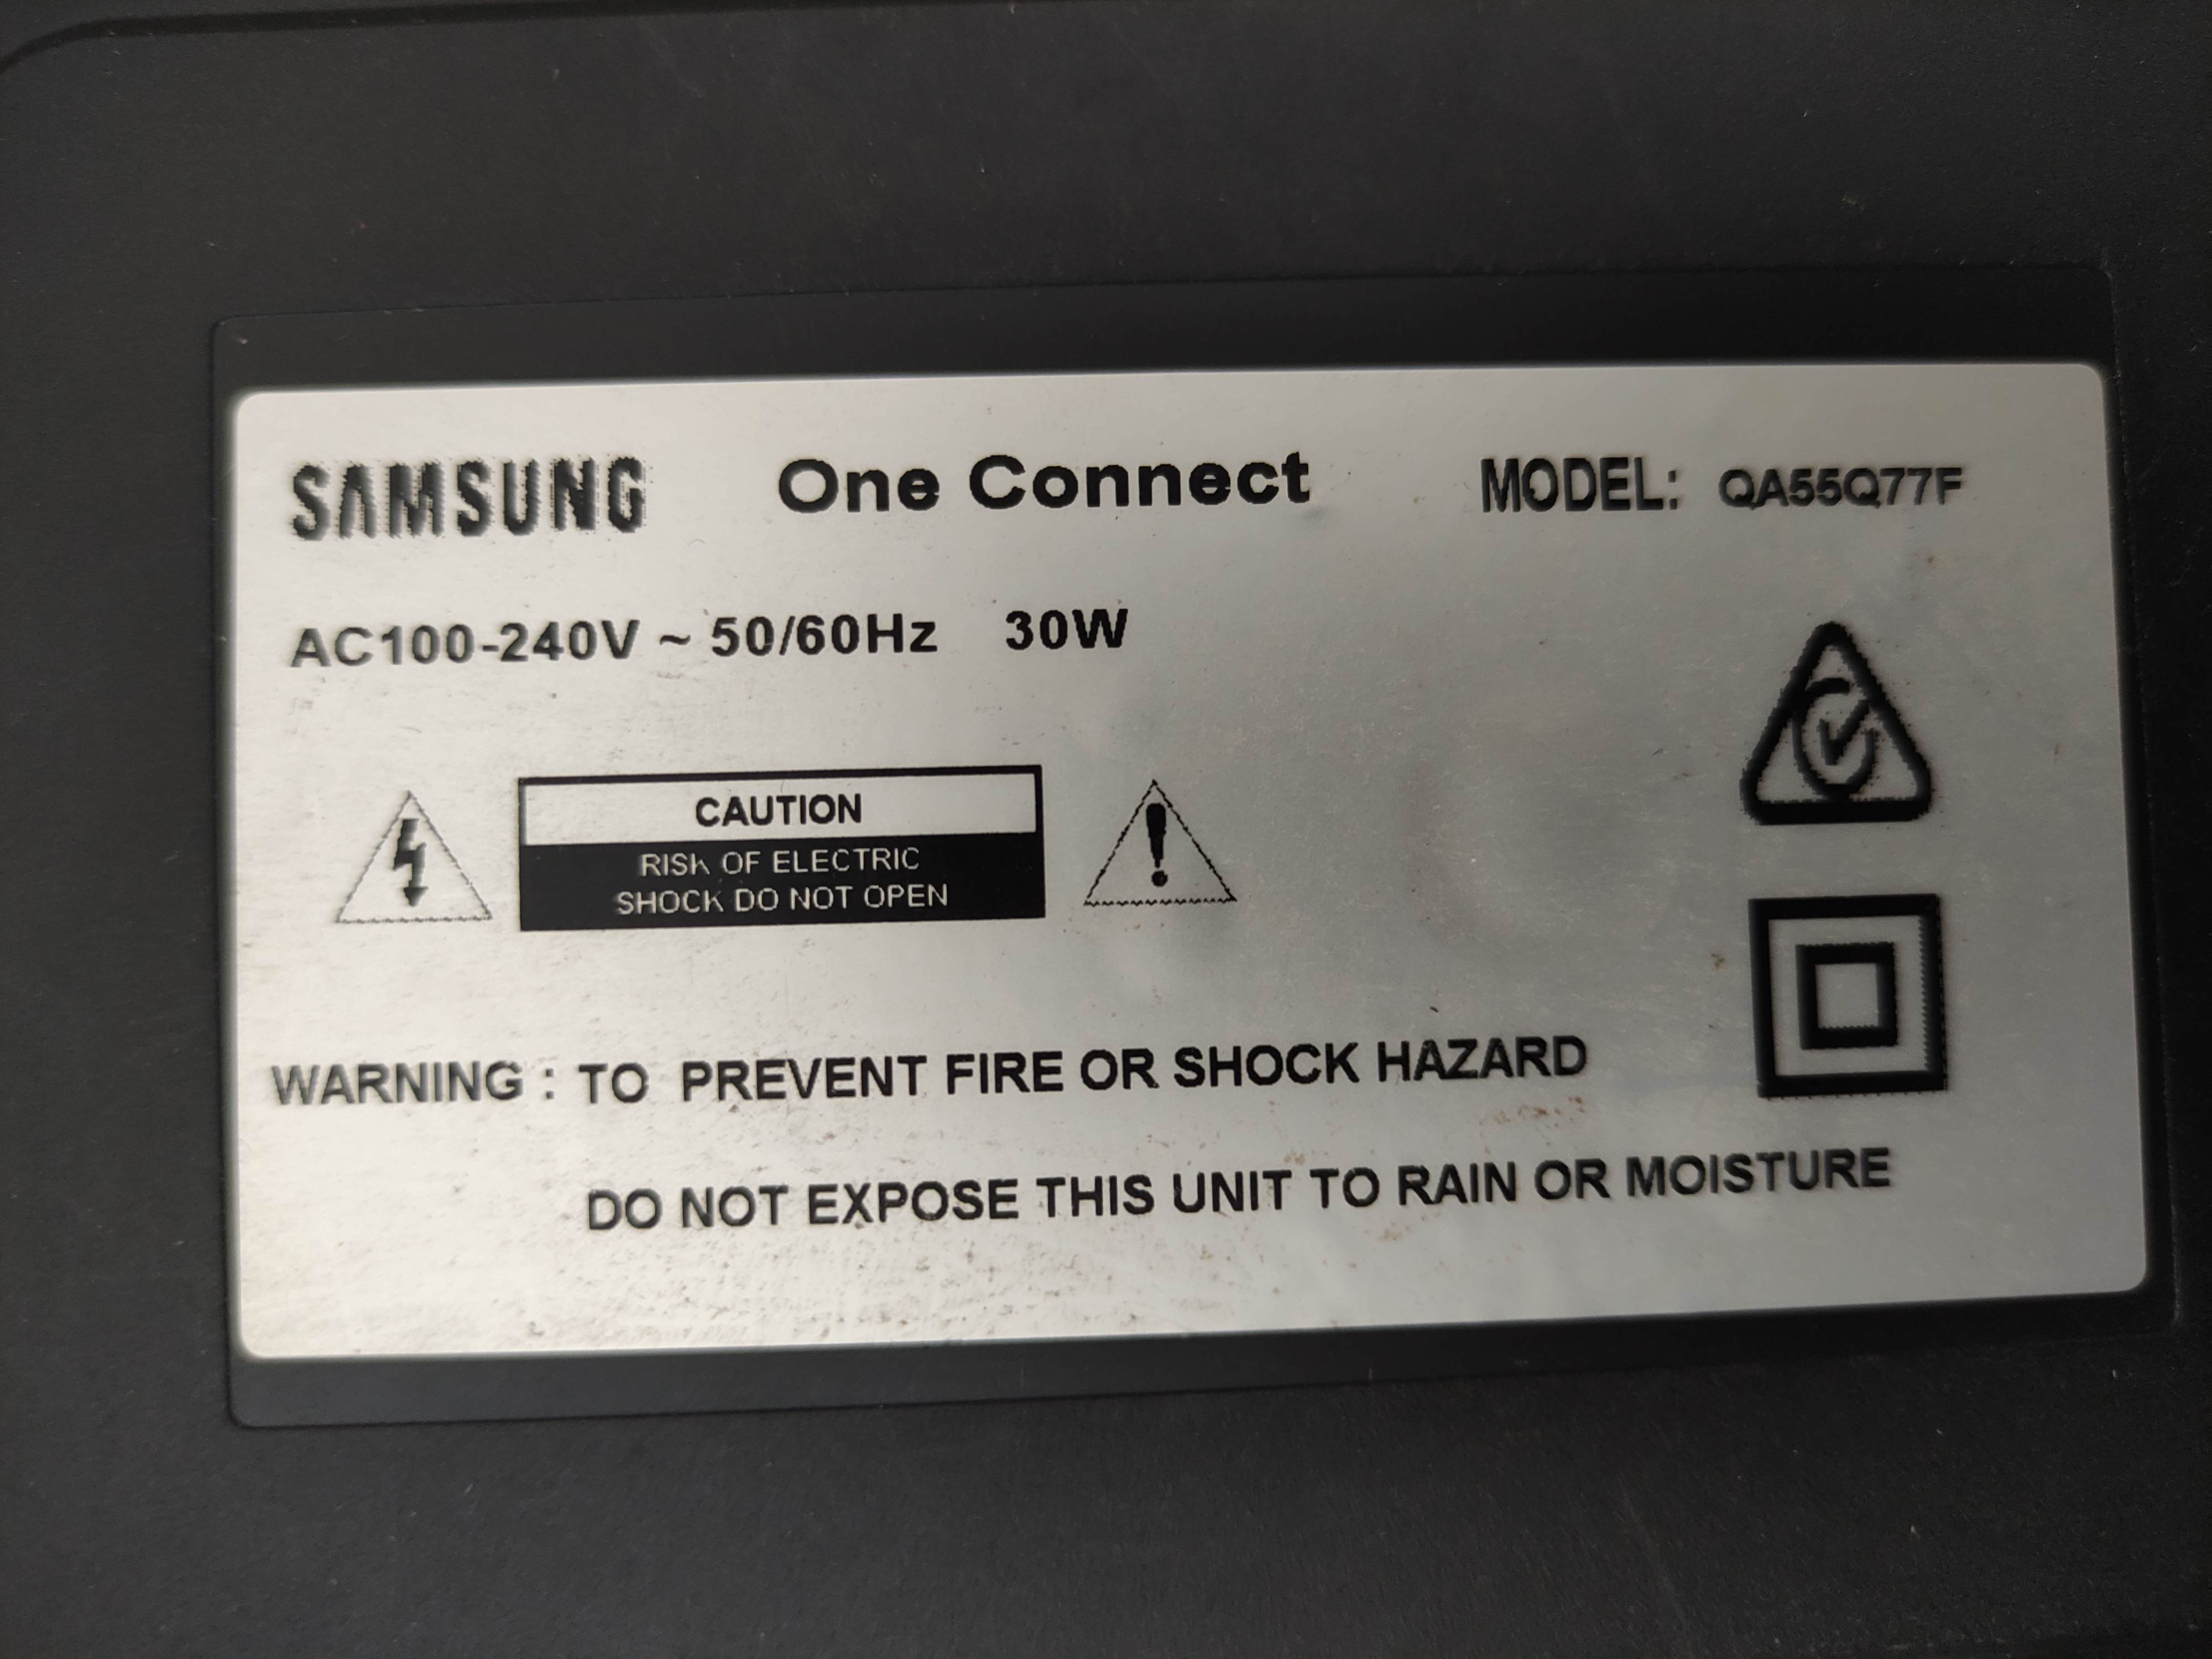 SAMSUNG One Connect MODEL: QA55Q77F
AC100-240V ~ 50/60Hz 30W
CAUTION
RISK OF ELECTRIC
SHOCK DO NOT OPEN
WARNING : TO PREVENT FIRE OR SHOCK HAZARD
DO NOT EXPOSE THIS UNIT TO RAIN OR MOISTURE